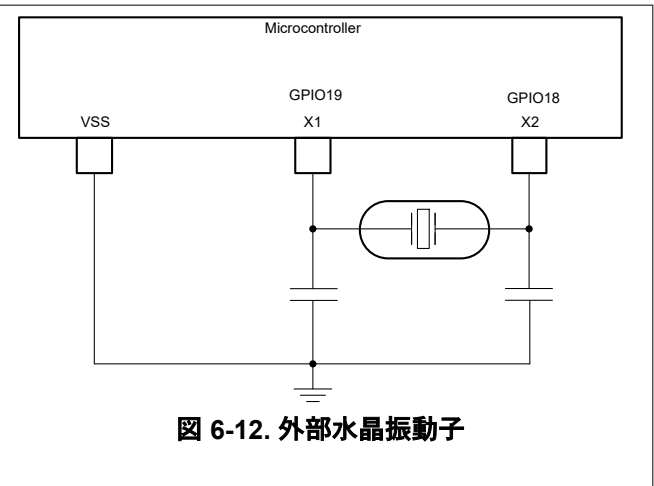 Microcontroller
GPIO19
GPIO18
VSS
X1
X2
図 6-12. 外部水晶振動子